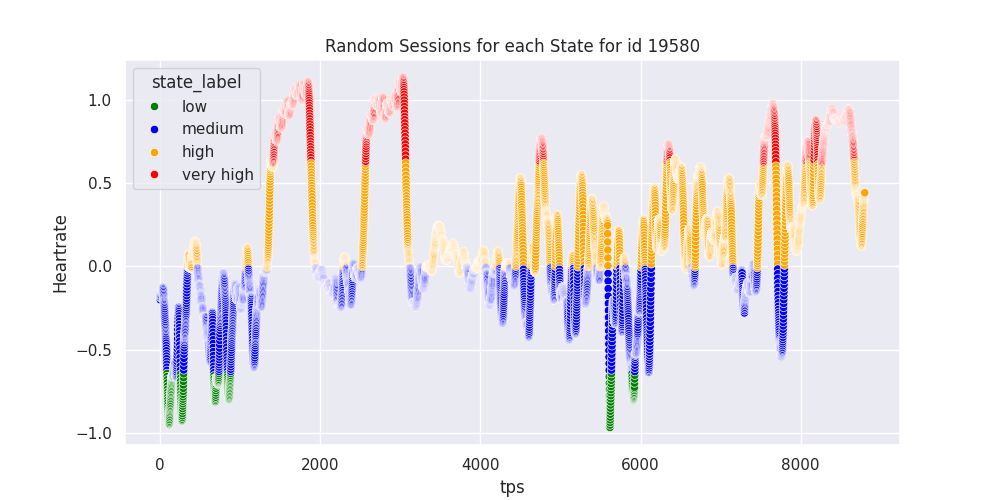 Random Sessions for each State for id 19580
state_label
low
medium
high
very high
Heartrate
1.0
0.5
0.0
−0.5
−1.0
0 2000 4000 6000 8000
tps